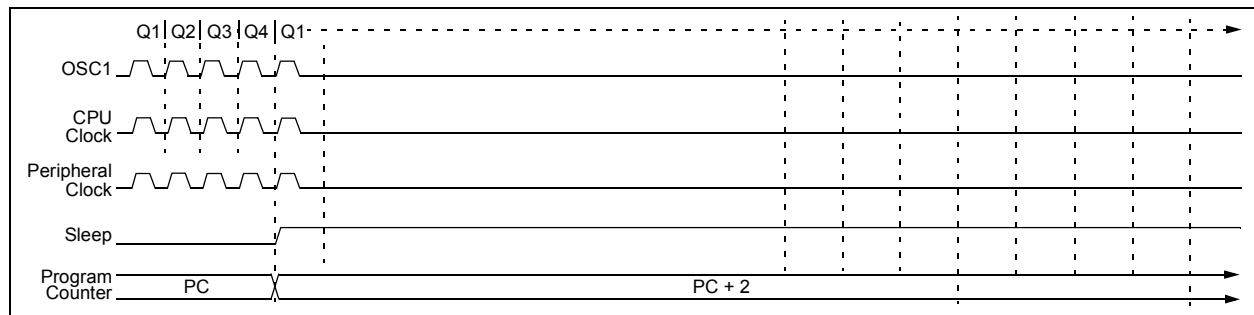 Q1 Q2 Q3 Q4 Q1
OSC1
CPU
Clock
Peripheral
Clock
Sleep
Program
Counter
PC
PC + 2